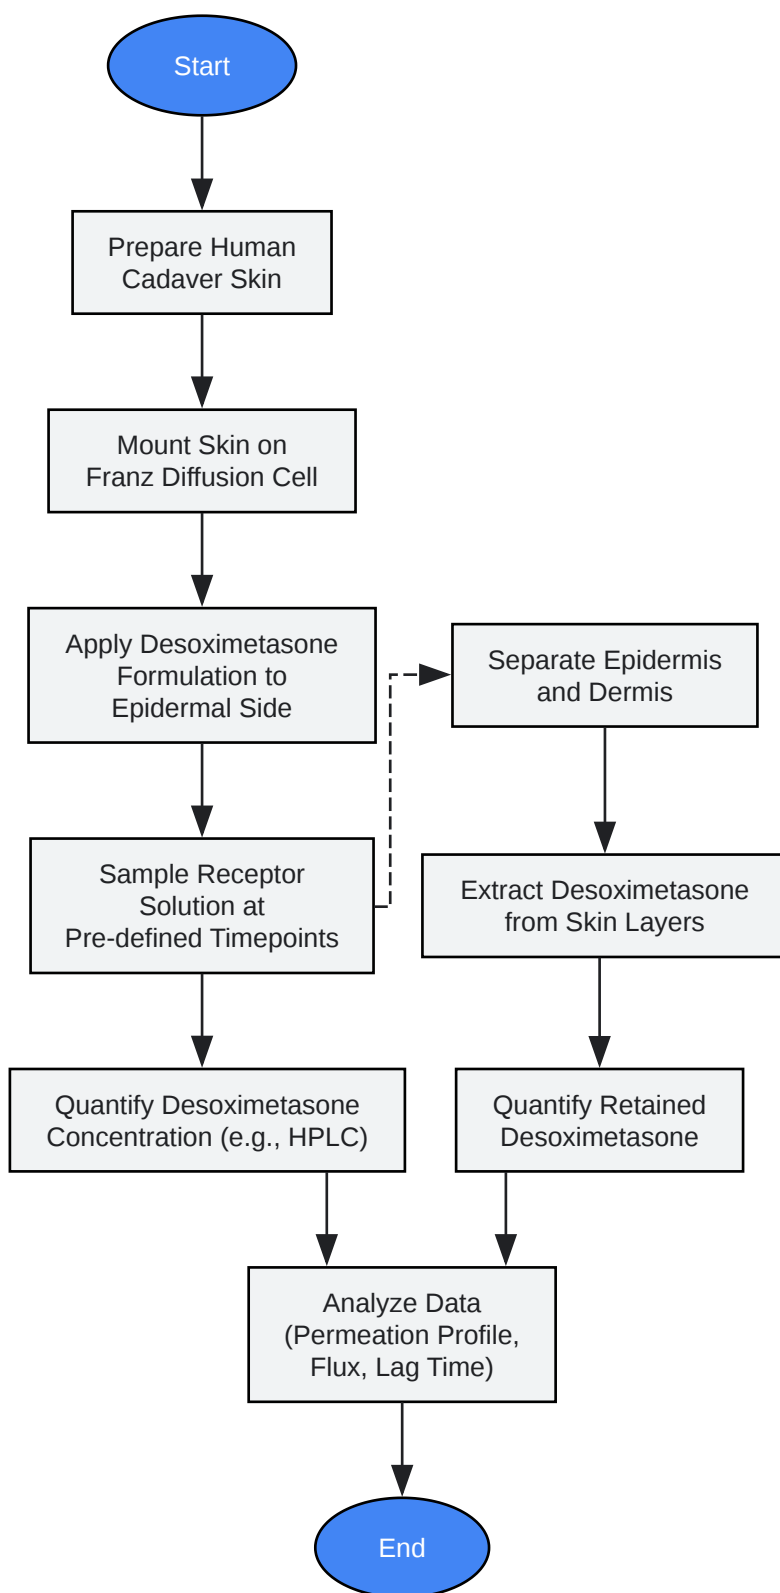 Start
Prepare Human
Cadaver Skin
Mount Skin on
Franz Diffusion Cell
Apply Desoximetasone
Formulation to
Epidermal Side
Separate Epidermis
and Dermis
Sample Receptor
Solution at
Pre-defined Timepoints
Extract Desoximetasone
from Skin Layers
Quantify Desoximetasone
Concentration (e.g., HPLC)
Quantify Retained
Desoximetasone
Analyze Data
(Permeation Profile,
Flux, Lag Time)
End